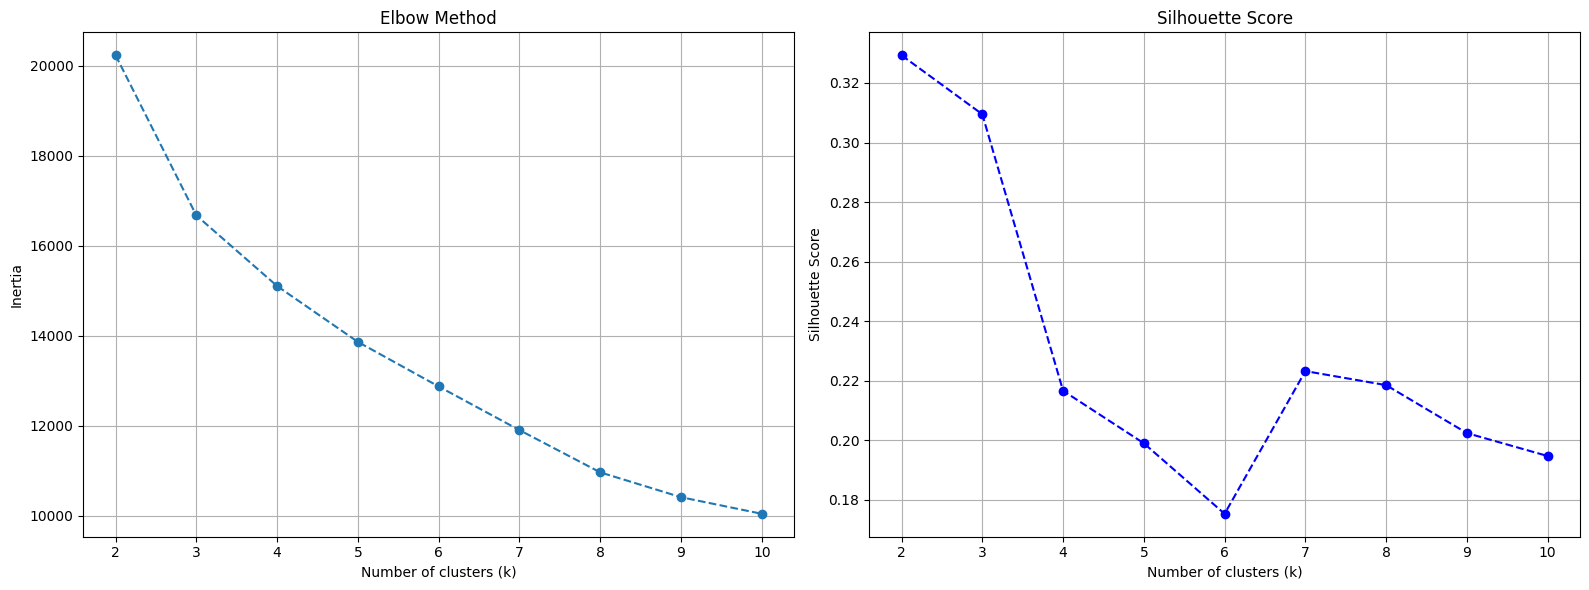 Elbow Method
20000
18000
16000
14000
12000
10000
Inertia
2 3 4 5 6 7 8 9 10
Number of clusters (k)
Silhouette Score
0.32
0.30
0.28
0.26
0.24
0.22
0.20
0.18
Silhouette Score
2 3 4 5 6 7 8 9 10
Number of clusters (k)